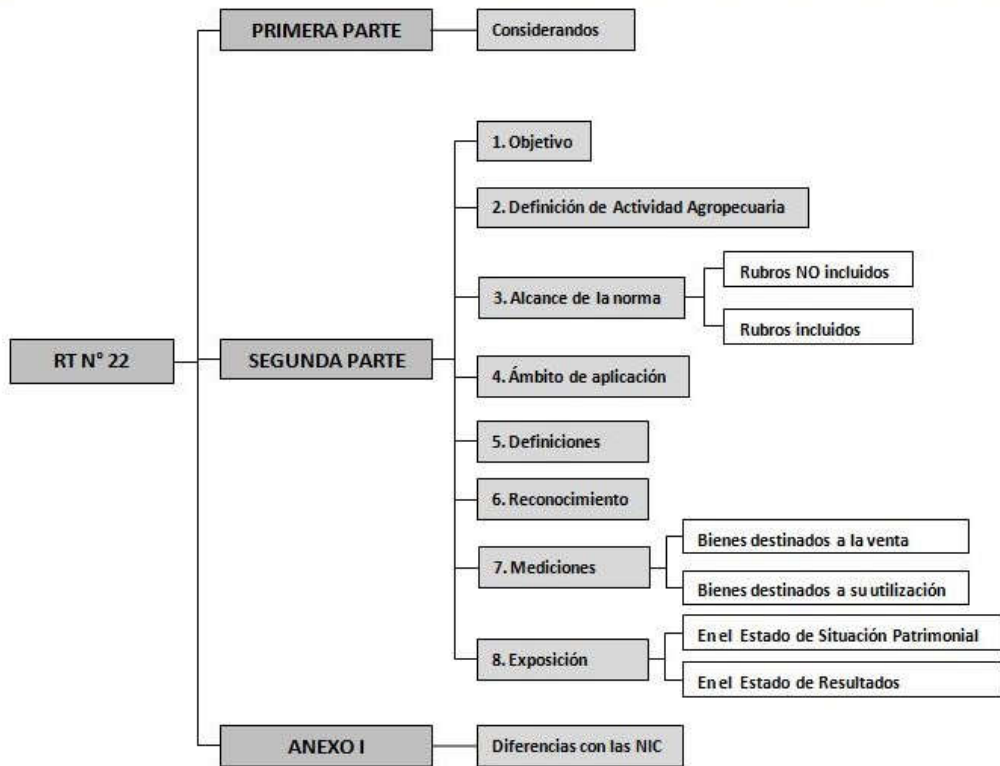 PRIMERA PARTE
Considerandos
1. Objetivo
2. Definición de Actividad Agropecuaria
3. Alcance de la norma
Rubros NO incluidos
Rubros incluidos
RT N° 22
SEGUNDA PARTE
4. Ámbito de aplicación
5. Definiciones
6. Reconocimiento
7. Mediciones
Bienes destinados a la venta
Bienes destinados a su utilización
8. Exposición
En el Estado de Situación Patrimonial
En el Estado de Resultados
ANEXO I
Diferencias con las NIC